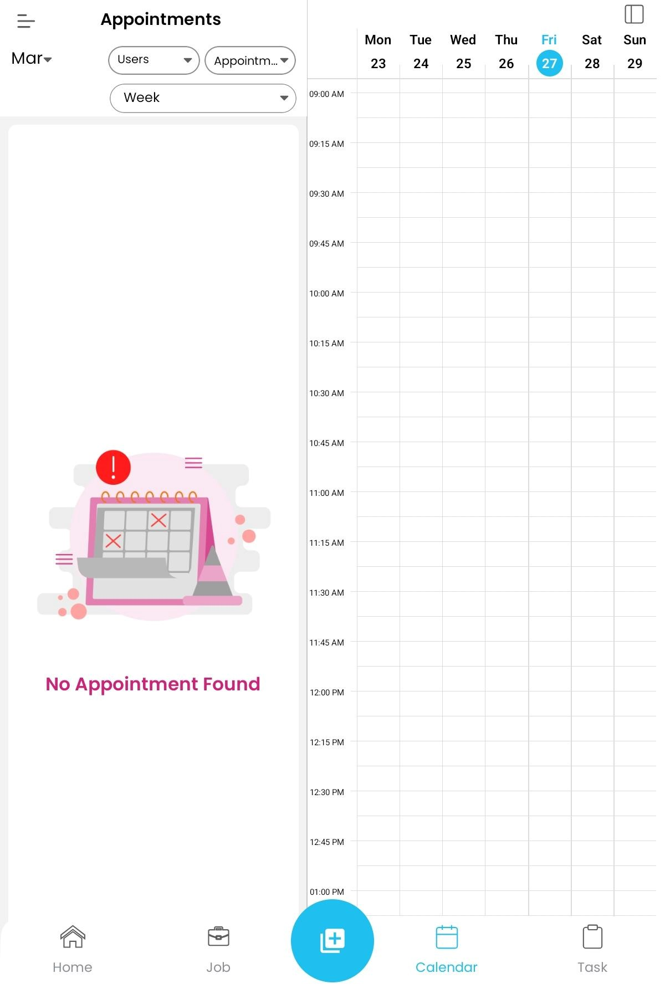 Appointments
Mar
Users
Appointm...
Week
No Appointment Found
Mon Tue Wed Thu Fri Sat Sun
23 24 25 26 27 28 29
09:00 AM
09:15 AM
09:30 AM
09:45 AM
10:00 AM
10:15 AM
10:30 AM
10:45 AM
11:00 AM
11:15 AM
11:30 AM
11:45 AM
12:00 PM
12:15 PM
12:30 PM
12:45 PM
01:00 PM
Home Job Calendar Task